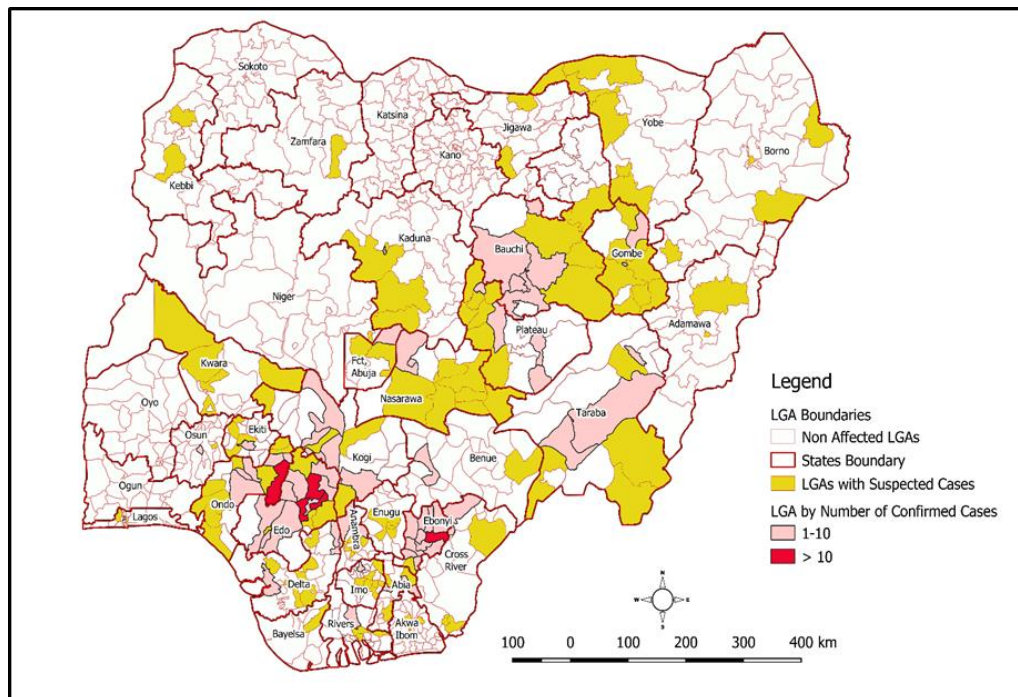 Sokoto
Katsina
Jigawa
Yobe
Zamfara
Kano
Borno
Kebbi
Kaduna
Bauchi
Gombe
Niger
Plateau
Adamawa
Kwara
Fct,
Abuja
Nasarawa
Oyo
Taraba
Osun
Ekiti
Kogi
Benue
Ogun
Lagos
Ondo
Edo
Anambra
Enugu
Ebonyi
Cross
River
Delta
Imo
Abia
Bayelsa
Rivers
Akwa
Ibom
Legend
LGA Boundaries
Non Affected LGAs
States Boundary
LGAs with Suspected Cases
LGA by Number of Confirmed Cases
1-10
> 10
N
W E
S
100 0 100 200 300 400 km